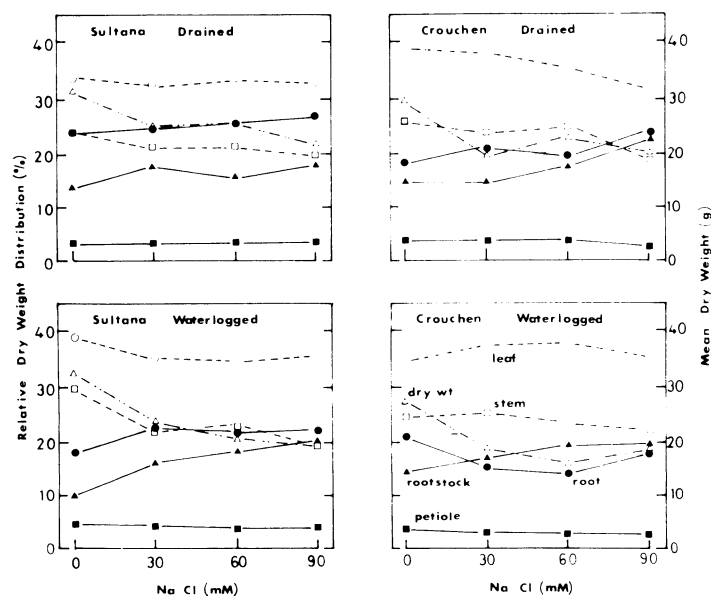 Sultana Drained
40
30
20
10
0
Crouchen Drained
40
30
20
10
0
Relative Dry Weight Distribution (%)
Mean Dry Weight (g)
Sultana Waterlogged
40
30
20
10
0
0 30 60 90
Na Cl (mM)
Crouchen Waterlogged
leaf
dry wt
stem
rootstock
root
petiole
40
30
20
10
0
0 30 60 90
Na Cl (mM)